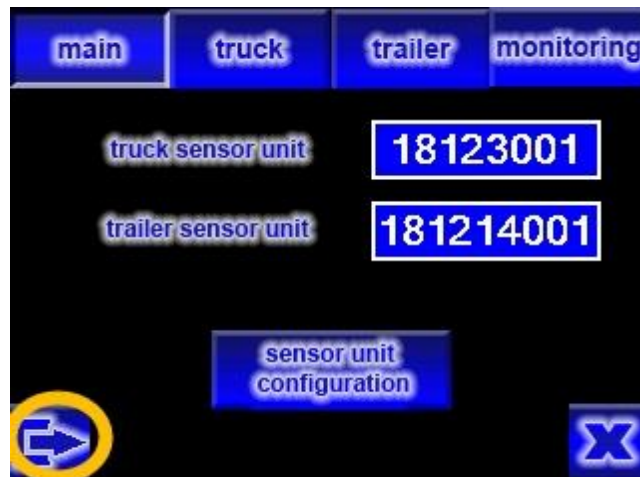 main truck trailer monitoring
truck sensor unit 18123001
trailer sensor unit 181214001
sensor unit
configuration
X